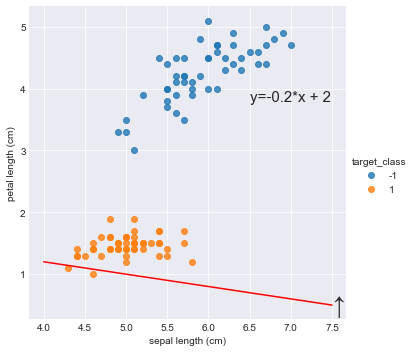 5
4
3
2
1
petal length (cm)
y=-0.2*x + 2
target_class
-1
1
4.0 4.5 5.0 5.5 6.0 6.5 7.0 7.5
sepal length (cm)